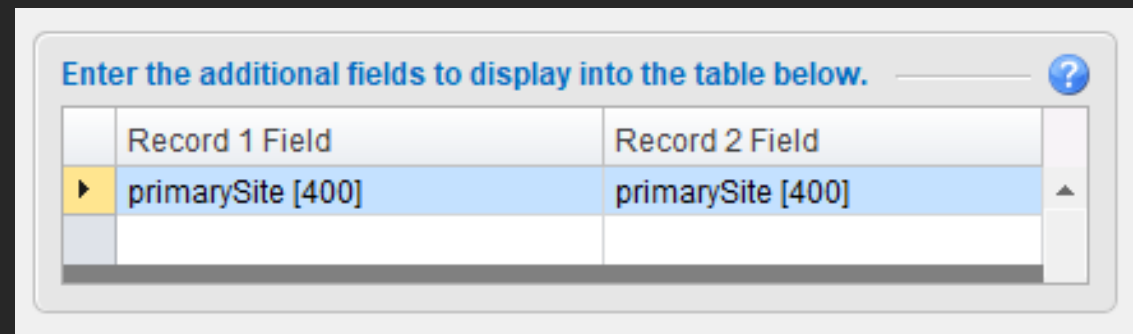 Enter the additional fields to display into the table below. ?
Record 1 Field Record 2 Field
primarySite [400] primarySite [400]